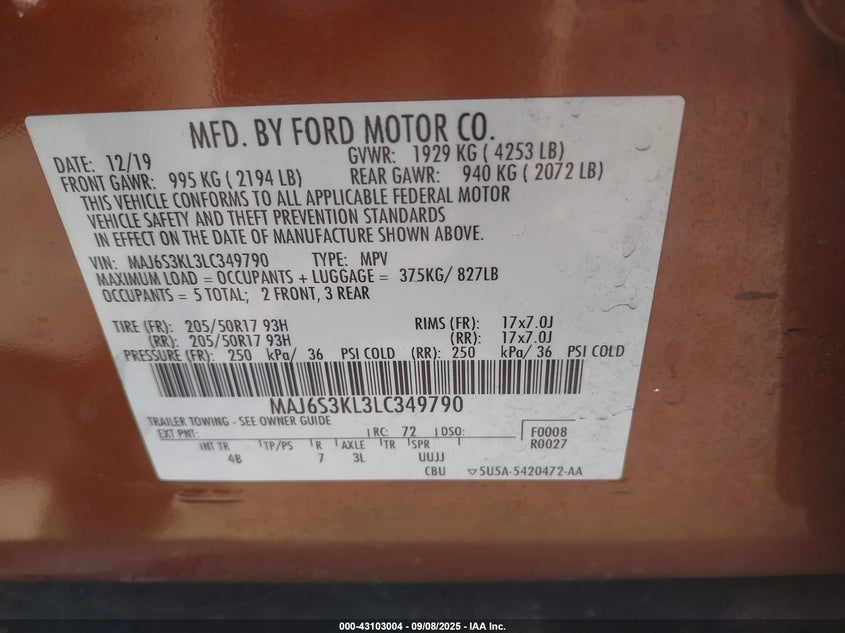 MFD. BY FORD MOTOR CO.
DATE: 12/19 GVWR: 1929 KG ( 4253 LB)
FRONT GAWR: 995 KG ( 2194 LB) REAR GAWR: 940 KG ( 2072 LB)
THIS VEHICLE CONFORMS TO ALL APPLICABLE FEDERAL MOTOR
VEHICLE SAFETY AND THEFT PREVENTION STANDARDS
IN EFFECT ON THE DATE OF MANUFACTURE SHOWN ABOVE.
VIN: MAJ6S3KL3LC349790 TYPE: MPV
MAXIMUM LOAD = OCCUPANTS + LUGGAGE = 375KG/ 827LB
OCCUPANTS = 5 TOTAL; 2 FRONT, 3 REAR
TIRE (FR): 205/50R17 93H RIMS (FR): 17x7.0J
(RR): 205/50R17 93H (RR): 17x7.0J
PRESSURE (FR): 250 kPa/ 36 PSI COLD (RR): 250 kPa/ 36 PSI COLD
MAJ6S3KL3LC349790
TRAILER TOWING - SEE OWNER GUIDE
EXT PNT: RC: 72 DSO: F0008
R0027
INT TR TP/PS R AXLE TR SPR
4B 7 3L UUJJ
CBU 5U5A-5420472-AA
000-43103004 - 09/08/2025 - IAA Inc.